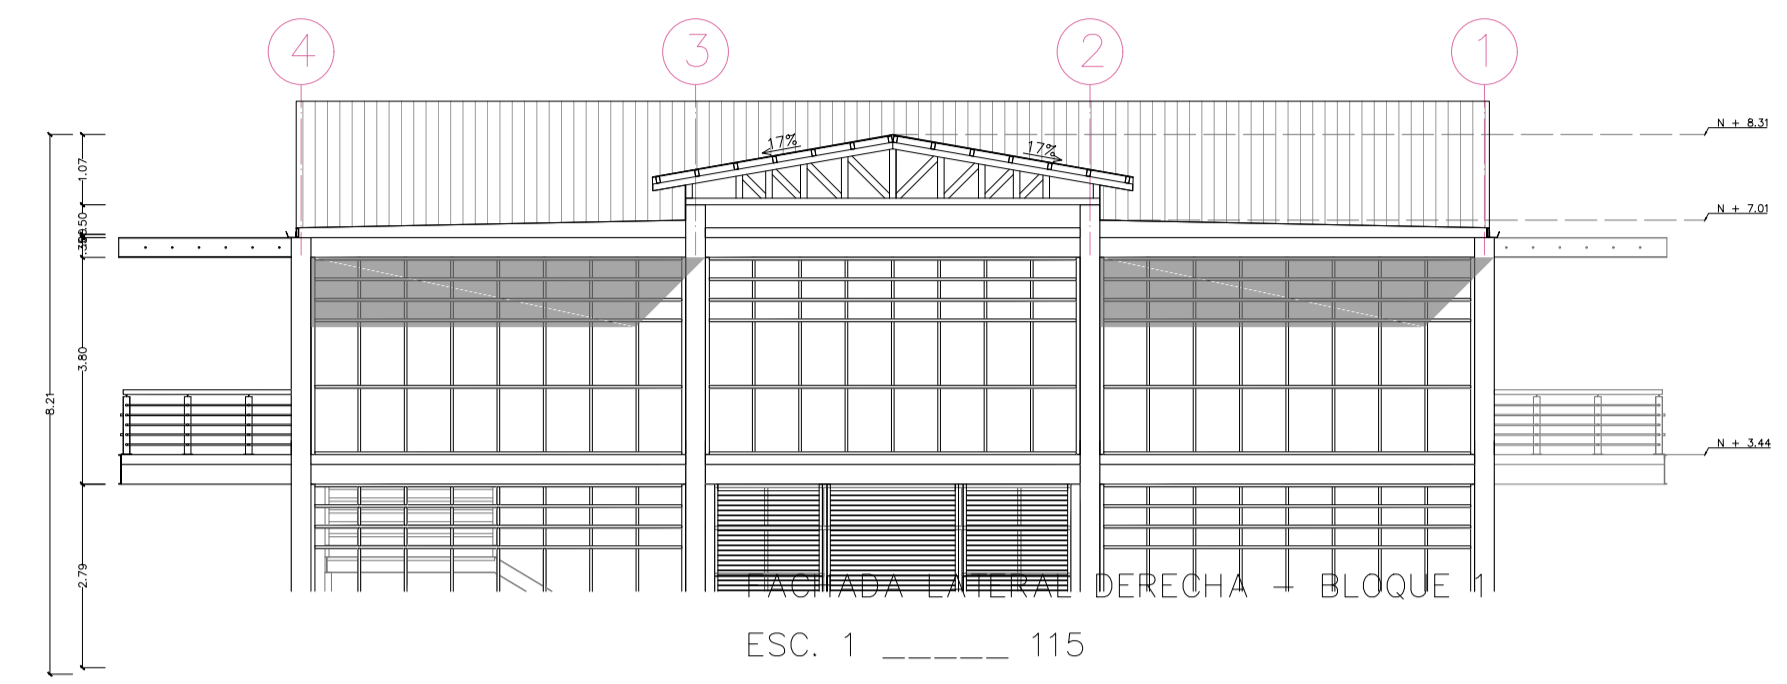 4 3 2 1
17% 17%
N + 8.31
1.07
N + 7.01
.50
3.80
8.21
N + 3.44
2.79
FACHADA LATERAL DERECHA - BLOQUE 1
ESC. 1 _____ 115